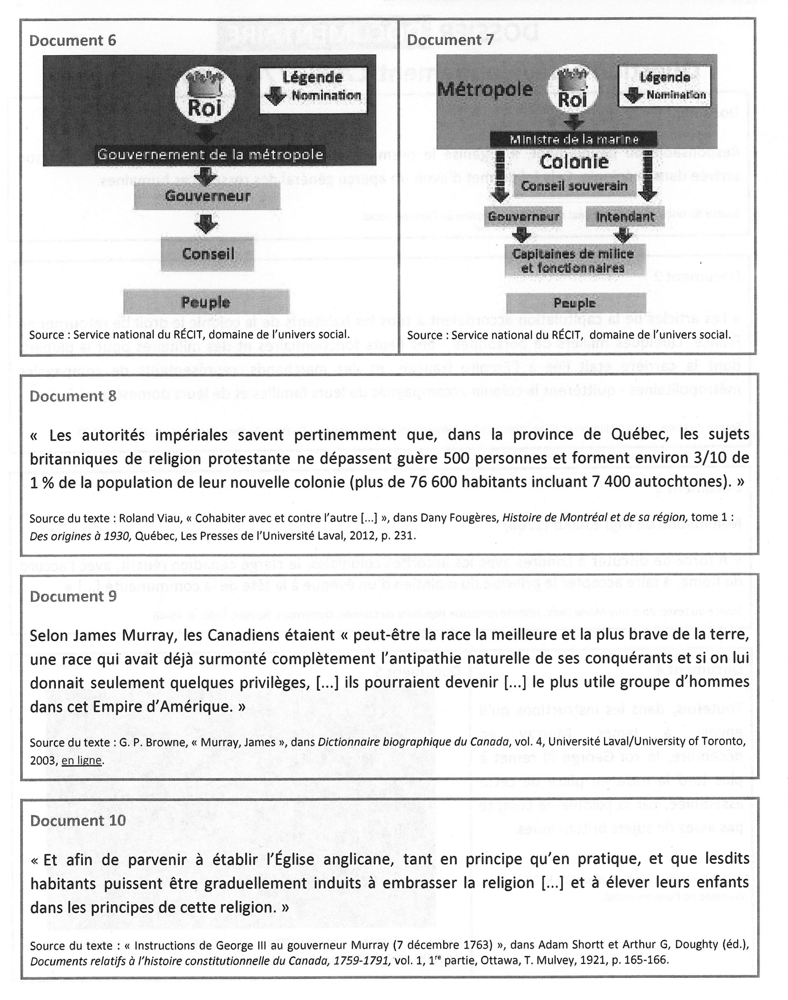 Document 6
Roi
Légende
Nomination
Gouvernement de la métropole
Gouverneur
Conseil
Peuple
Source : Service national du RÉCIT, domaine de l'univers social.
Document 7
Métropole
Roi
Légende
Nomination
Ministre de la marine
Colonie
Conseil souverain
Gouverneur
Intendant
Capitaines de milice
et fonctionnaires
Peuple
Source : Service national du RÉCIT, domaine de l'univers social.
Document 8
« Les autorités impériales savent pertinemment que, dans la province de Québec, les sujets
britanniques de religion protestante ne dépassent guère 500 personnes et forment environ 3/10 de
1 % de la population de leur nouvelle colonie (plus de 76 600 habitants incluant 7 400 autochtones). »
Source du texte : Roland Viau, « Cohabiter avec et contre l'autre [...] », dans Dany Fougères, Histoire de Montréal et de sa région, tome 1 :
Des origines à 1930, Québec, Les Presses de l'Université Laval, 2012, p. 231.
Document 9
Selon James Murray, les Canadiens étaient « peut-être la race la meilleure et la plus brave de la terre,
une race qui avait déjà surmonté complètement l'antipathie naturelle de ses conquérants et si on lui
donnait seulement quelques privilèges, [...] ils pourraient devenir [...] le plus utile groupe d'hommes
dans cet Empire d'Amérique. »
Source du texte : G. P. Browne, « Murray, James », dans Dictionnaire biographique du Canada, vol. 4, Université Laval/University of Toronto,
2003, en ligne.
Document 10
« Et afin de parvenir à établir l'Église anglicane, tant en principe qu'en pratique, et que lesdits
habitants puissent être graduellement induits à embrasser la religion [...] et à élever leurs enfants
dans les principes de cette religion. »
Source du texte : « Instructions de George III au gouverneur Murray (7 décembre 1763) », dans Adam Shortt et Arthur G, Doughty (éd.),
Documents relatifs à l'histoire constitutionnelle du Canada, 1759-1791, vol. 1, 1re partie, Ottawa, T. Mulvey, 1921, p. 165-166.